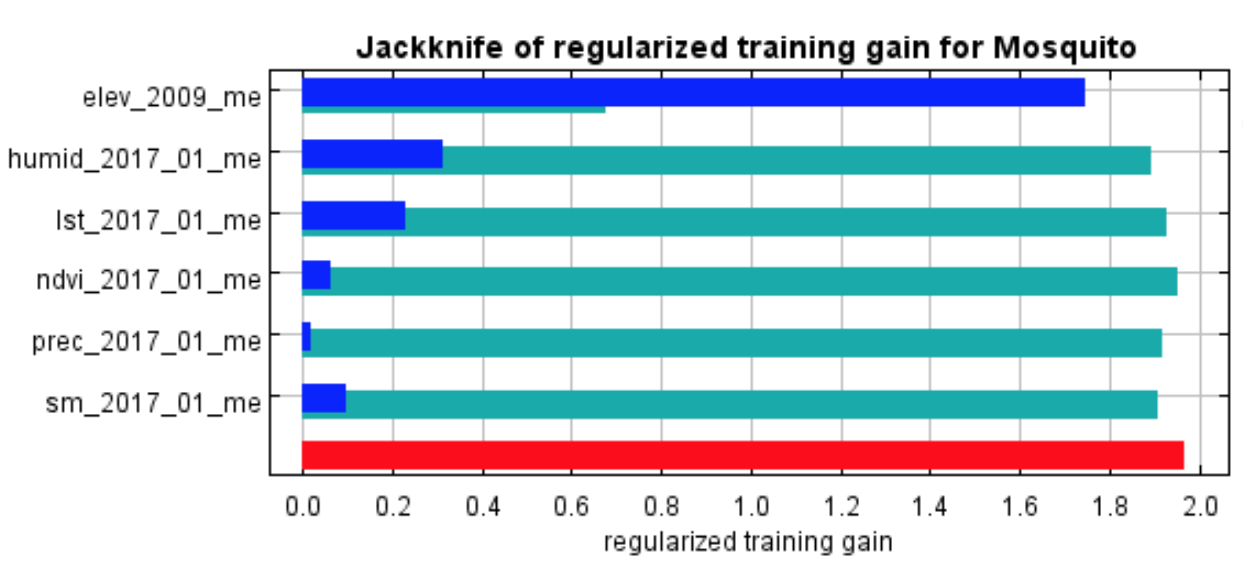 Jackknife of regularized training gain for Mosquito
elev_2009_me
humid_2017_01_me
lst_2017_01_me
ndvi_2017_01_me
prec_2017_01_me
sm_2017_01_me
0.0 0.2 0.4 0.6 0.8 1.0 1.2 1.4 1.6 1.8 2.0
regularized training gain